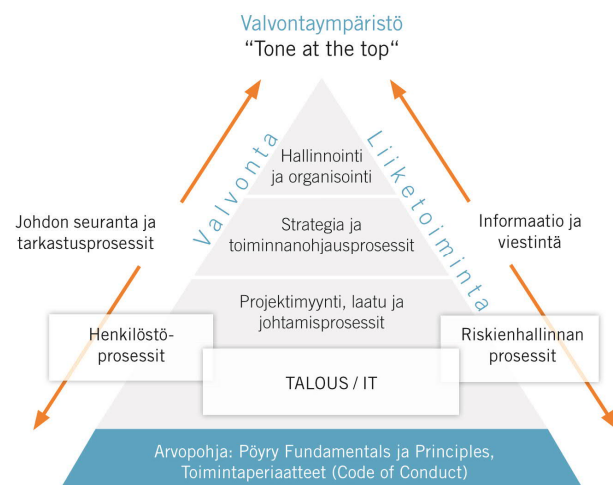 Valvontaympäristö
“Tone at the top“
Valvonta
Liiketoiminta
Hallinnointi
ja organisointi
Johdon seuranta ja
tarkastusprosessit
Strategia ja
toiminnanohjausprosessit
Informaatio ja
viestintä
Projektimyynti, laatu ja
johtamisprosessit
Henkilöstö-
prosessit
Riskienhallinnan
prosessit
TALOUS / IT
Arvopohja: Pöyry Fundamentals ja Principles,
Toimintaperiaatteet (Code of Conduct)